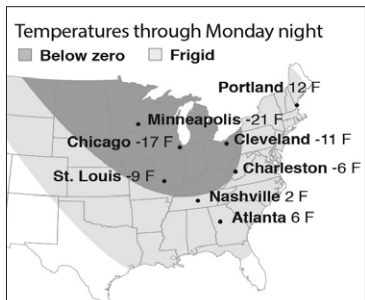 Temperatures through Monday night
Below zero Frigid
Portland 12 F
Minneapolis -21 F
Chicago -17 F Cleveland -11 F
St. Louis -9 F Charleston -6 F
Nashville 2 F
Atlanta 6 F